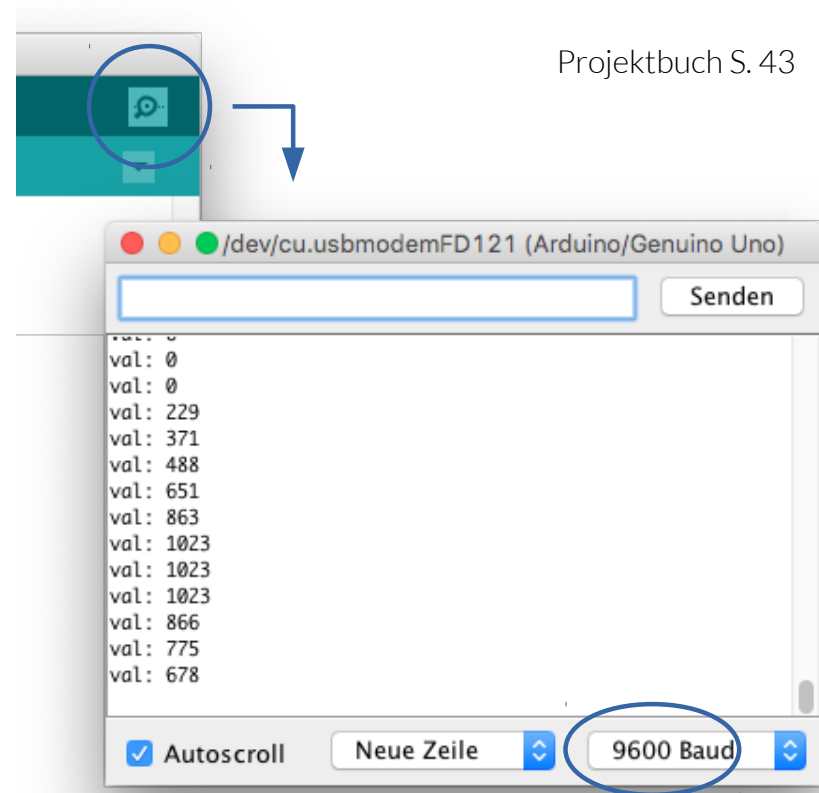 Projektbuch S. 43
/dev/cu.usbmodemFD121 (Arduino/Genuino Uno)
Senden
val: 0
val: 0
val: 229
val: 371
val: 488
val: 651
val: 863
val: 1023
val: 1023
val: 1023
val: 866
val: 775
val: 678
Autoscroll Neue Zeile 9600 Baud